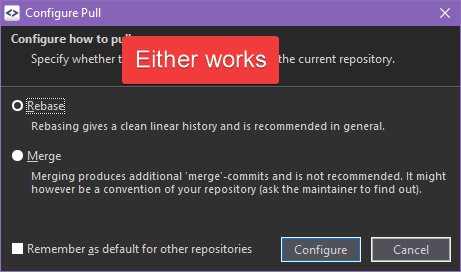 Configure Pull
Configure how to pull
Either works
Specify whether t the current repository.
Rebase
Rebasing gives a clean linear history and is recommended in general.
Merge
Merging produces additional 'merge'-commits and is not recommended. It might
however be a convention of your repository (ask the maintainer to find out).
Remember as default for other repositories
Configure
Cancel